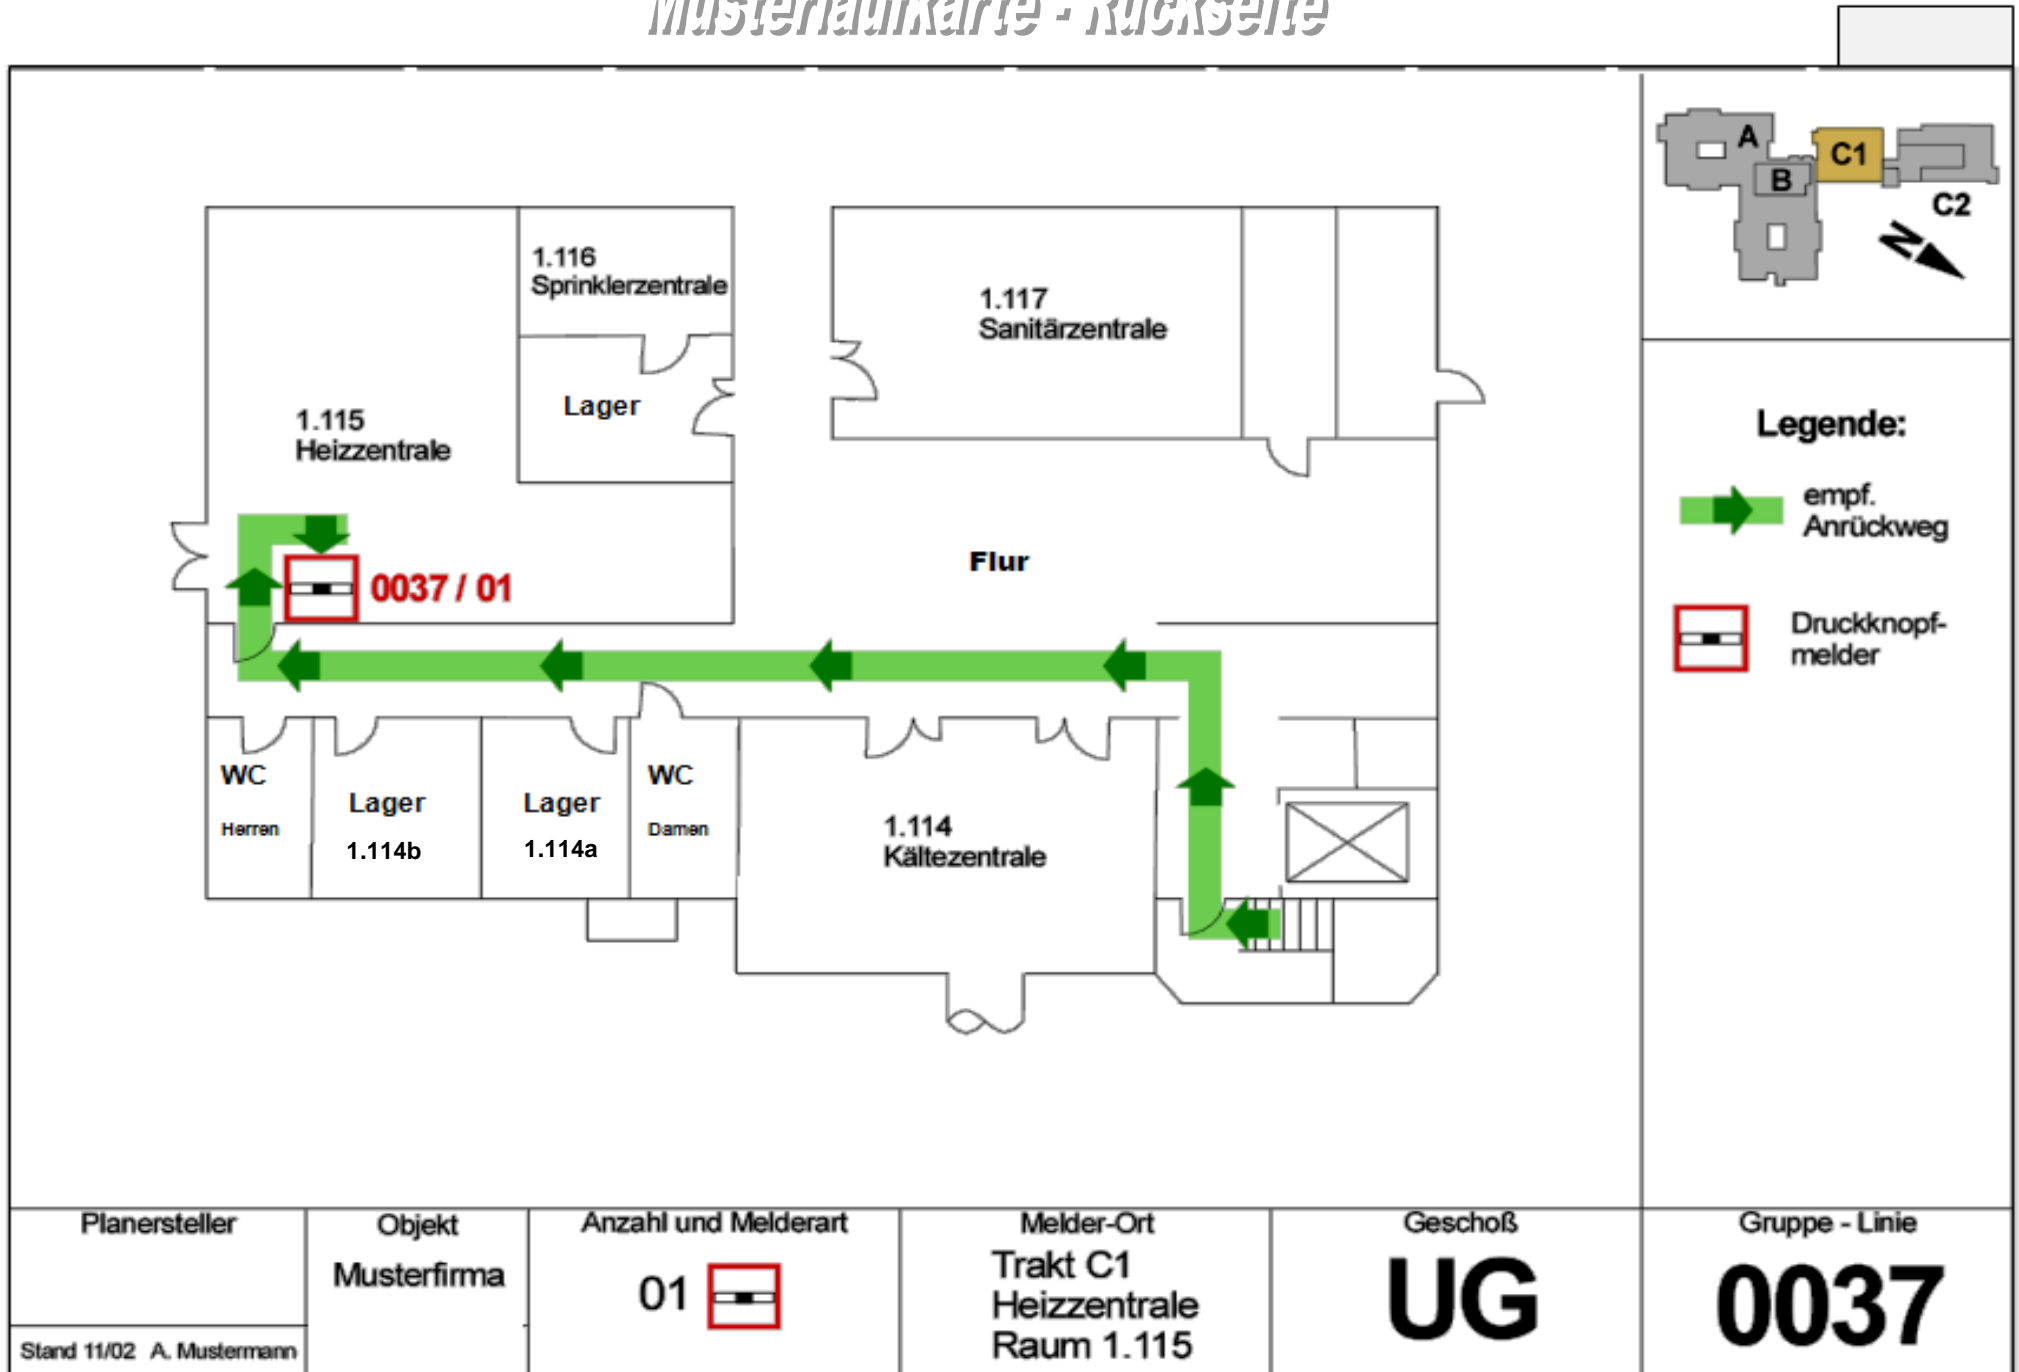 Musterlaufkarte - Rückseite
A
B
C1
C2
N
1.116
Sprinklerzentrale
1.117
Sanitärzentrale
Lager
1.115
Heizzentrale
Legende:
empf.
Anrückweg
Flur
0037 / 01
Druckknopf-
melder
WC
Herren
Lager
1.114b
Lager
1.114a
WC
Damen
1.114
Kältezentrale
Planersteller
Stand 11/02 A. Mustermann
Objekt
Musterfirma
Anzahl und Melderart
01
Melder-Ort
Trakt C1
Heizzentrale
Raum 1.115
Geschoß
UG
Gruppe - Linie
0037